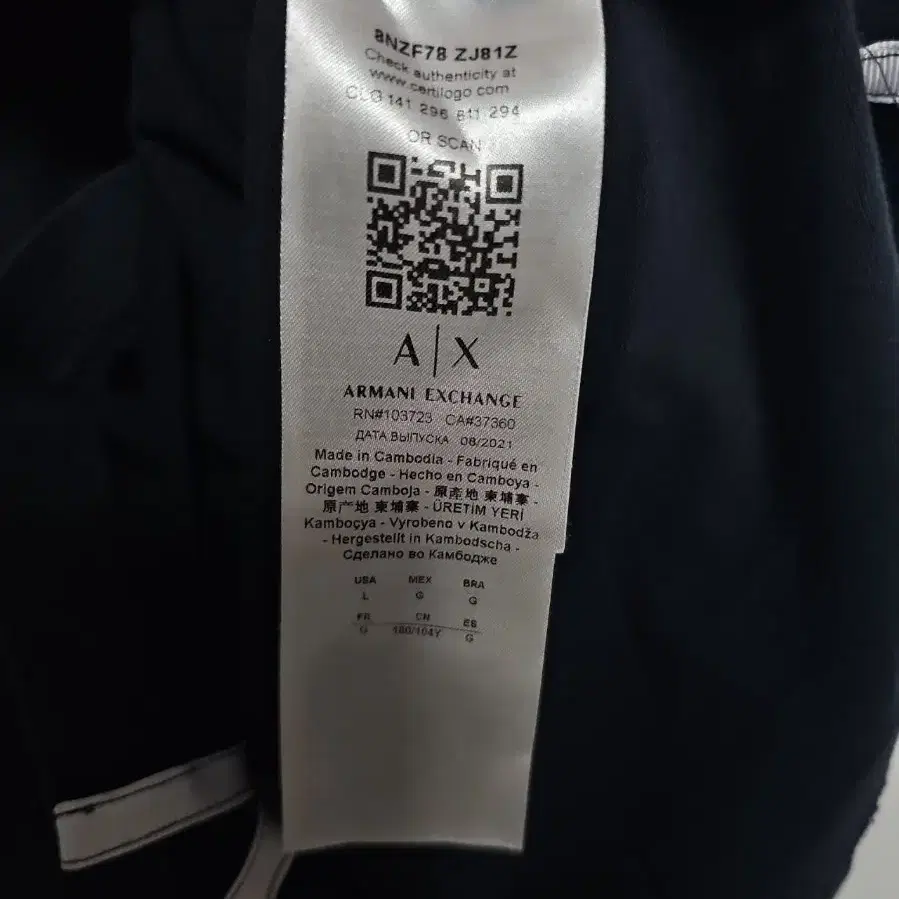 8NZF78 ZJ81Z
Check authenticity at
www.certilogo.com
CLG 141 296 811 294
OR SCAN
A|X
ARMANI EXCHANGE
RN#103723 CA#37360
ДАТА ВЫПУСКА 08/2021
Made in Cambodia - Fabriqué en
Cambodge - Hecho en Camboya -
Origem Camboja - 原產地 柬埔寨 -
原产地 柬埔寨 - ÜRETİM YERİ
Kamboçya - Vyrobeno v Kambodža
- Hergestellt in Kambodscha -
Сделано во Камбодже
USA MEX BRA
L G G
FR CN ES
G 180/104Y G